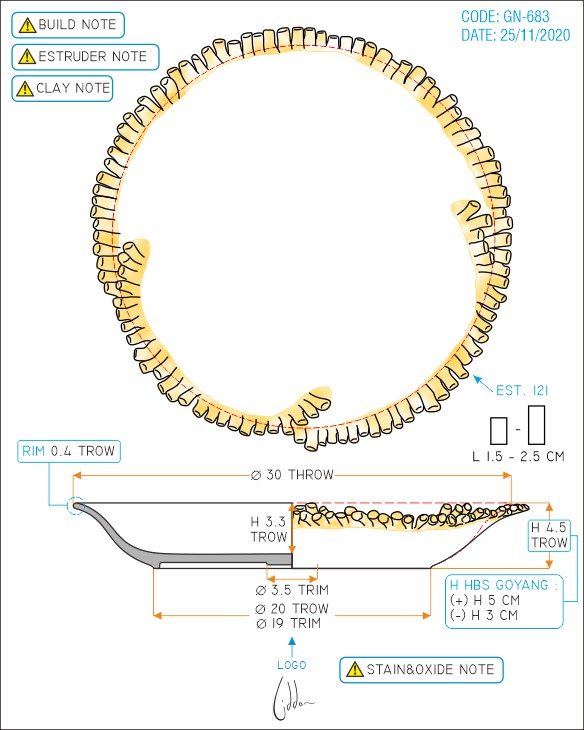 BUILD NOTE
ESTRUDER NOTE
CLAY NOTE
CODE: GN-683
DATE: 25/11/2020
EST. 121
L 1.5 - 2.5 CM
RIM 0.4 TROW
Ø 30 THROW
H 3.3
TROW
H 4.5
TROW
Ø 3.5 TRIM
Ø 20 TROW
Ø 19 TRIM
H HBS GOYANG :
(+) H 5 CM
(-) H 3 CM
LOGO
STAIN&OXIDE NOTE